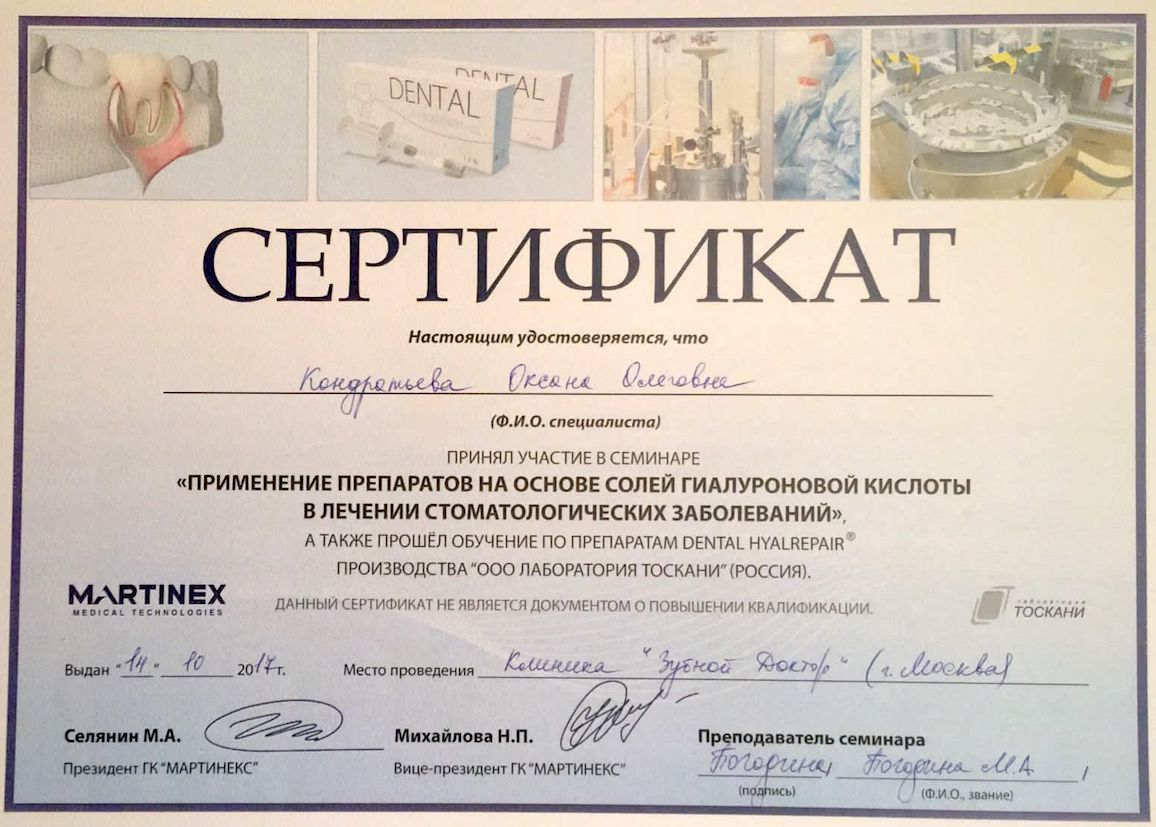 DENTAL
DENTAL
СЕРТИФИКАТ
Настоящим удостоверяется, что
Кондратьева Оксана Олеговна
(Ф.И.О. специалиста)
ПРИНЯЛ УЧАСТИЕ В СЕМИНАРЕ
«ПРИМЕНЕНИЕ ПРЕПАРАТОВ НА ОСНОВЕ СОЛЕЙ ГИАЛУРОНОВОЙ КИСЛОТЫ
В ЛЕЧЕНИИ СТОМАТОЛОГИЧЕСКИХ ЗАБОЛЕВАНИЙ»,
А ТАКЖЕ ПРОШЁЛ ОБУЧЕНИЕ ПО ПРЕПАРАТАМ DENTAL HYALREPAIR®
ПРОИЗВОДСТВА "ООО ЛАБОРАТОРИЯ ТОСКАНИ" (РОССИЯ).
MARTINEX
MEDICAL TECHNOLOGIES
ДАННЫЙ СЕРТИФИКАТ НЕ ЯВЛЯЕТСЯ ДОКУМЕНТОМ О ПОВЫШЕНИИ КВАЛИФИКАЦИИ.
лаборатория
ТОСКАНИ
Выдан "14" 10 2017г. Место проведения Клиника "Зубной Доктор" (г. Москва)
Селянин М.А. Михайлова Н.П. Преподаватель семинара
Президент ГК "МАРТИНЕКС" Вице-президент ГК "МАРТИНЕКС" Погодина Погодина М.А.
(подпись) (Ф.И.О., звание)